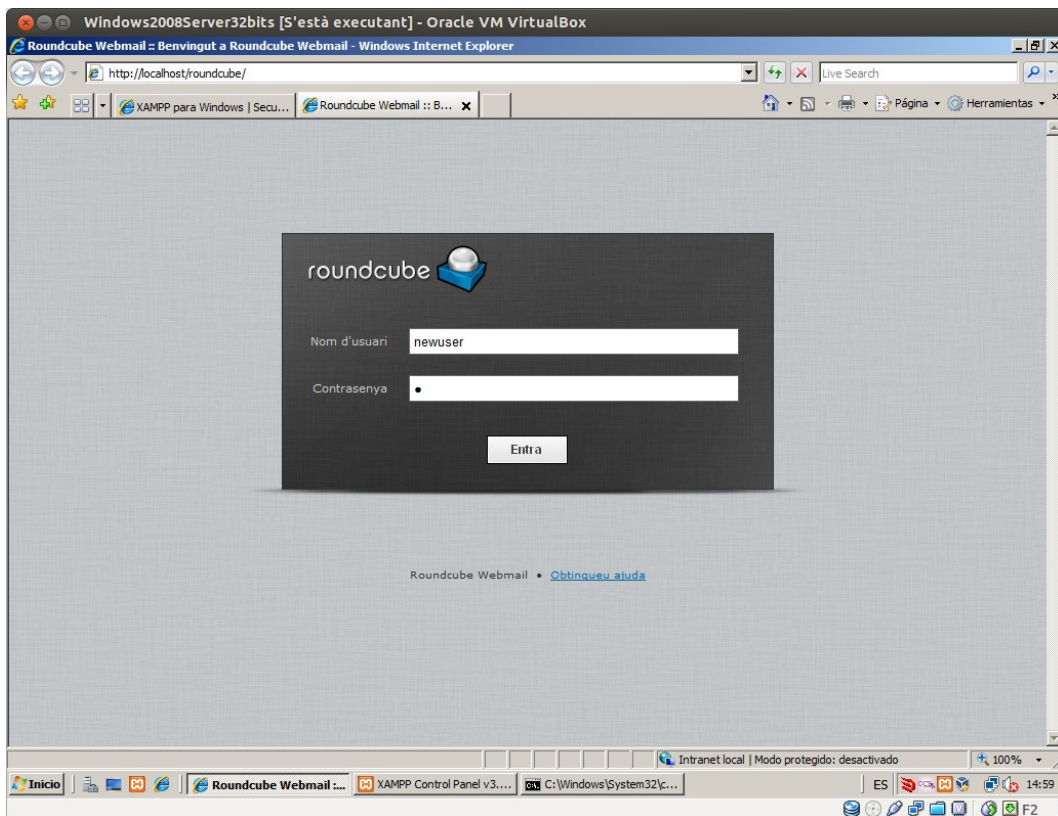 Windows2008Server32bits [S'està executant] - Oracle VM VirtualBox
Roundcube Webmail :: Benvingut a Roundcube Webmail - Windows Internet Explorer
http://localhost/roundcube/
Live Search
XAMPP para Windows | Secu...
Roundcube Webmail :: B...
Página
Herramientas
roundcube
Nom d'usuari
newuser
Contrasenya
Entra
Roundcube Webmail • Obtingueu ajuda
Intranet local | Modo protegido: desactivado
100%
Inicio
Roundcube Webmail :...
XAMPP Control Panel v3....
C:\Windows\System32\c...
ES
14:59
F2